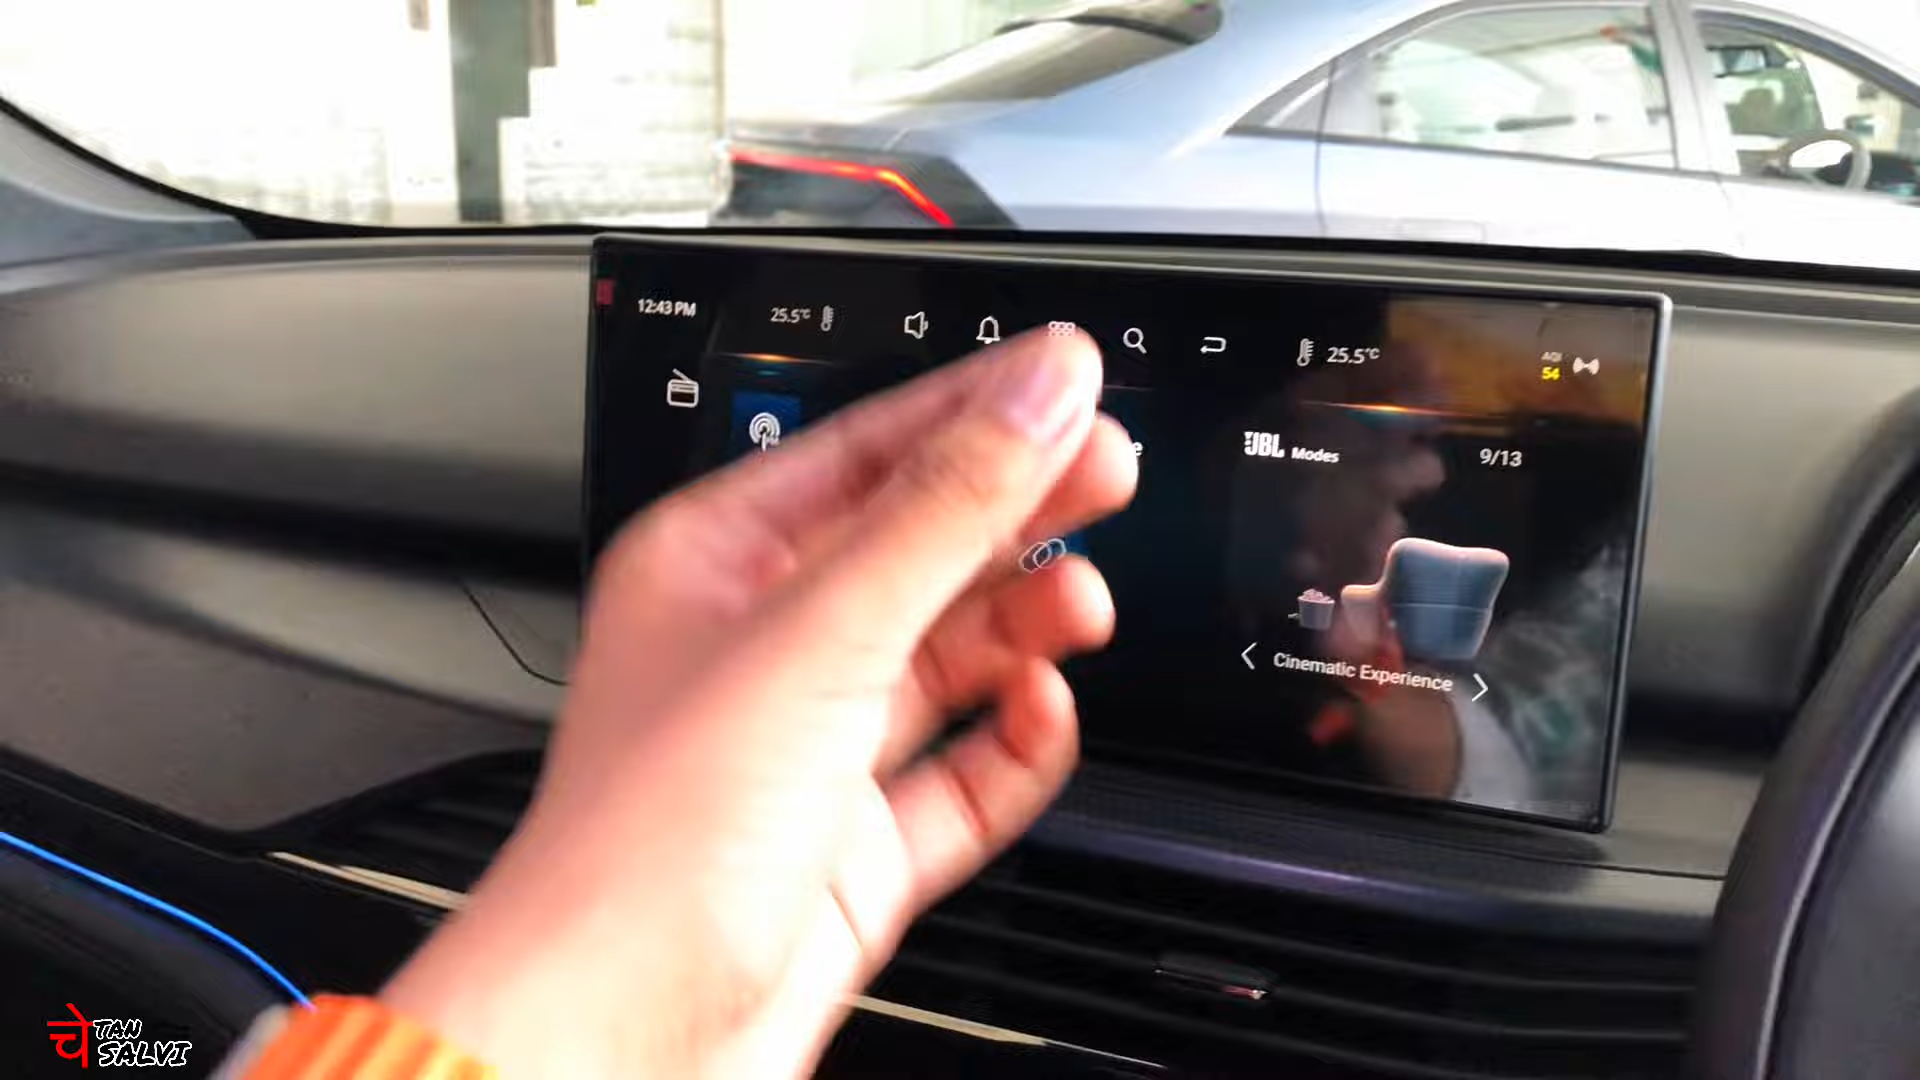 12:43 PM
25.5°C
25.5°C
AQI
54
JBL Modes
9/13
Cinematic Experience
चेTAN
SALVI